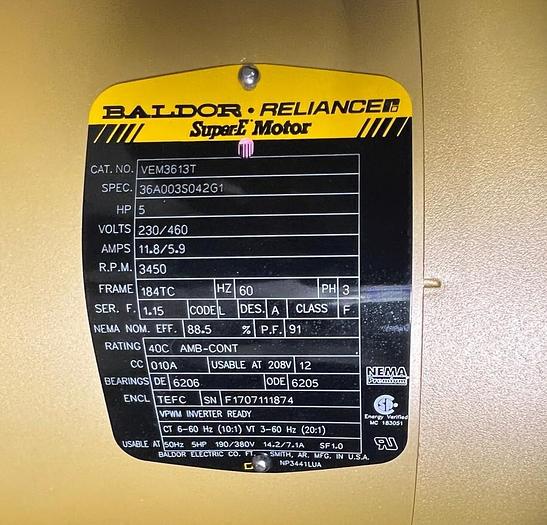 BALDOR · RELIANCE
Super-E Motor
CAT. NO. VEM3613T
SPEC. 36A003S042G1
HP 5
VOLTS 230/460
AMPS 11.8/5.9
R.P.M. 3450
FRAME 184TC HZ 60 PH 3
SER. F. 1.15 CODE L DES. A CLASS F
NEMA NOM. EFF. 88.5 % P.F. 91
RATING 40C AMB-CONT
CC 010A USABLE AT 208V 12
BEARINGS DE 6206 ODE 6205
ENCL TEFC SN F1707111874
VPWM INVERTER READY
CT 6-60 HZ (10:1) VT 3-60 HZ (20:1)
USABLE AT 50Hz 5HP 190/380V 14.2/7.1A SF1.0
BALDOR ELECTRIC CO. FT. SMITH, AR. MFG. IN U.S.A.
NP3441LUA
NEMA
Premium
Energy Verified
MC 183051